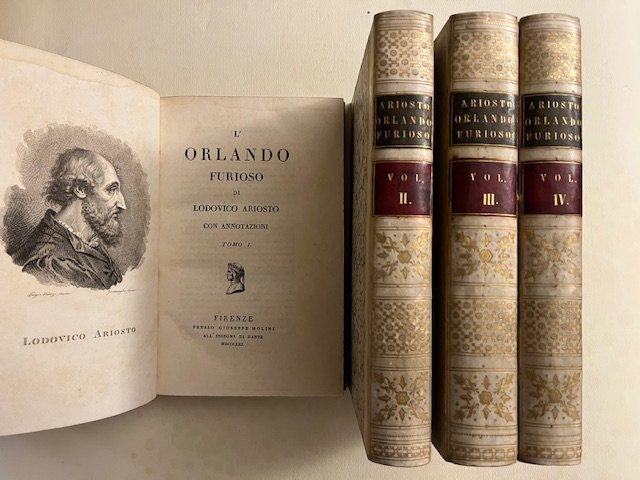 LODOVICO ARIOSTO
L'
ORLANDO
FURIOSO
DI
LODOVICO ARIOSTO
CON ANNOTAZIONI
TOMO I.
FIRENZE
PRESSO GIUSEPPE MOLINI
ALL' INSEGNA DI DANTE
MDCCCXXI.
ARIOSTO
ORLANDO
FURIOSO
VOL.
II.
ARIOSTO
ORLANDO
FURIOSO
VOL.
III.
ARIOSTO
ORLANDO
FURIOSO
VOL.
IV.